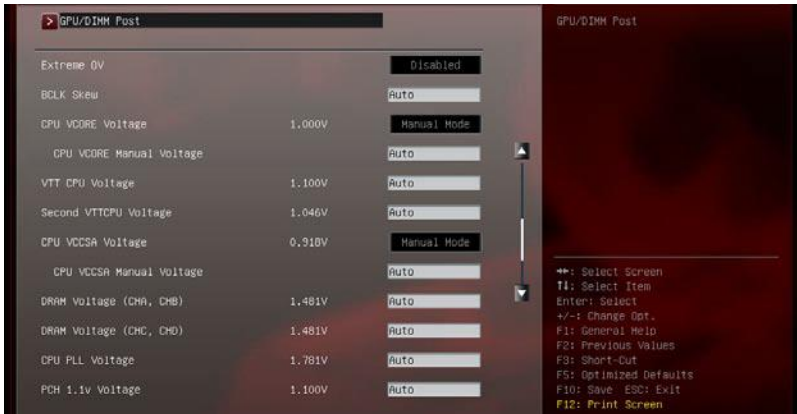 > GPU/DIMM Post
GPU/DIMM Post
Extreme OV Disabled
BCLK Skew Auto
CPU VCORE Voltage 1.000V Manual Mode
CPU VCORE Manual Voltage Auto
VTT CPU Voltage 1.100V Auto
Second VTTCPU Voltage 1.046V Auto
CPU VCCSA Voltage 0.918V Manual Mode
CPU VCCSA Manual Voltage Auto
DRAM Voltage (CHA, CHB) 1.481V Auto
DRAM Voltage (CHC, CHD) 1.481V Auto
CPU PLL Voltage 1.781V Auto
PCH 1.1v Voltage 1.100V Auto
→←: Select Screen
↑↓: Select Item
Enter: Select
+/-: Change Opt.
F1: General Help
F2: Previous Values
F3: Short-Cut
F5: Optimized Defaults
F10: Save ESC: Exit
F12: Print Screen